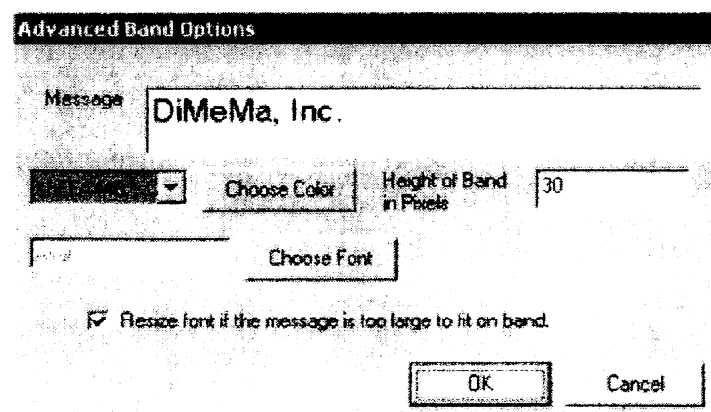 Advanced Band Options
Message
DiMeMa, Inc.
Choose Color
Height of Band
in Pixels
30
Choose Font
Resize font if the message is too large to fit on band.
OK
Cancel